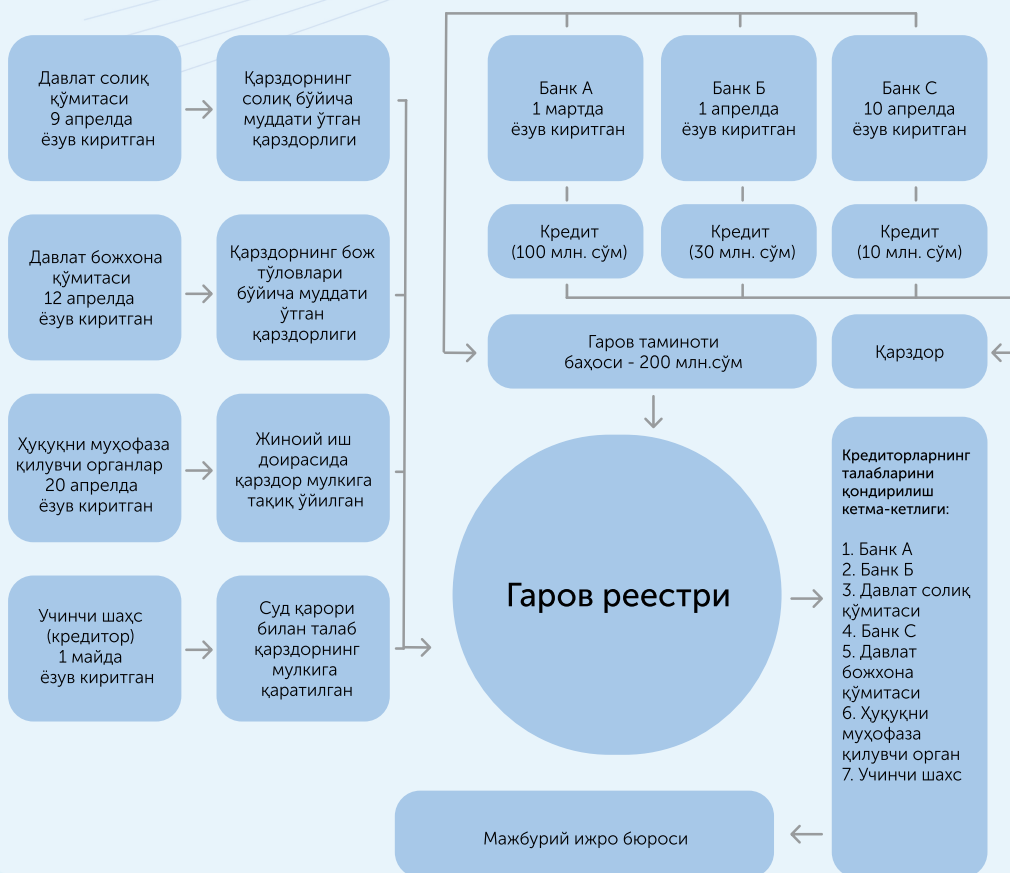 Давлат солиқ
қўмитаси
9 апрелда
ёзув киритган
Қарздорнинг
солиқ бўйича
муддати ўтган
қарздорлиги
Давлат божхона
қўмитаси
12 апрелда
ёзув киритган
Қарздорнинг бож
тўловлари
бўйича муддати
ўтган
қарздорлиги
Ҳуқуқни муҳофаза
қилувчи органлар
20 апрелда
ёзув киритган
Жиноий иш
доирасида
қарздор мулкига
тақиқ ўйилган
Учинчи шахс
(кредитор)
1 майда
ёзув киритган
Суд қарори
билан талаб
қарздорнинг
мулкига
қаратилган
Банк А
1 мартда
ёзув киритган
Банк Б
1 апрелда
ёзув киритган
Банк С
10 апрелда
ёзув киритган
Кредит
(100 млн. сўм)
Кредит
(30 млн. сўм)
Кредит
(10 млн. сўм)
Гаров таминоти
баҳоси - 200 млн.сўм
Қарздор
Гаров реестри
Кредиторларнинг
талабларини
қондирилиш
кетма-кетлиги:
1. Банк А
2. Банк Б
3. Давлат солиқ
қўмитаси
4. Банк С
5. Давлат
божхона
қўмитаси
6. Ҳуқуқни
муҳофаза
қилувчи орган
7. Учинчи шахс
Мажбурий ижро бюроси